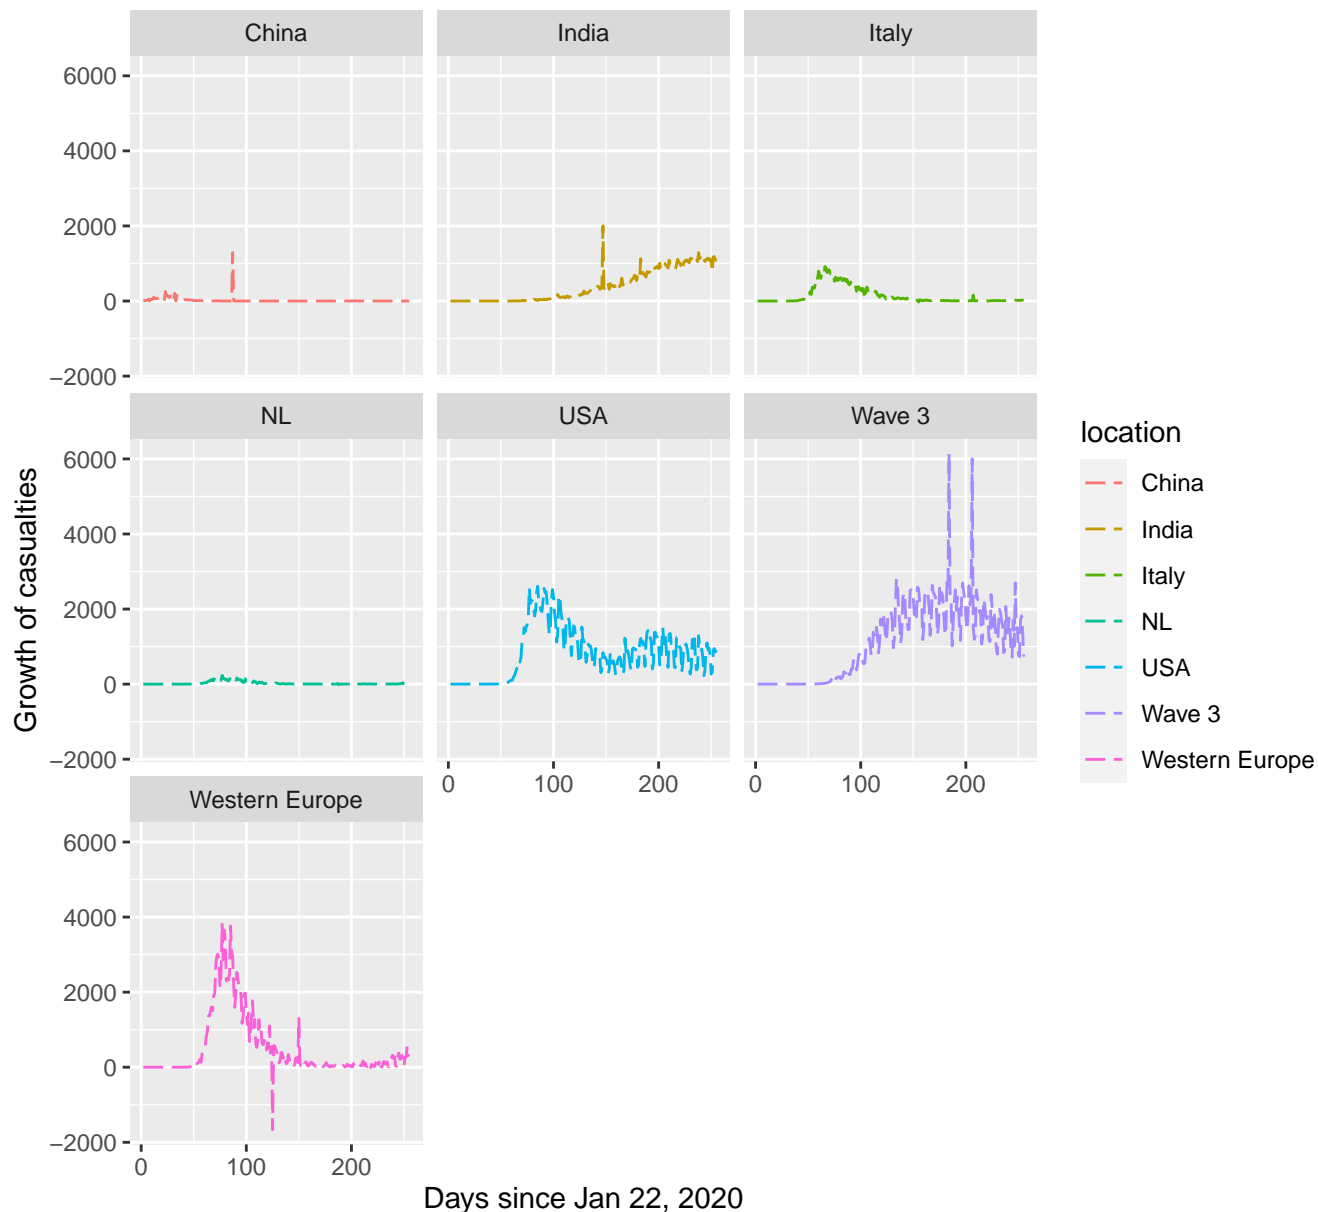 China
India
Italy
6000
4000
2000
0
−2000
NL
USA
Wave 3
6000
4000
2000
0
−2000
0
100
200
0
100
200
Western Europe
6000
4000
2000
0
−2000
0
100
200
Growth of casualties
Days since Jan 22, 2020
location
China
India
Italy
NL
USA
Wave 3
Western Europe